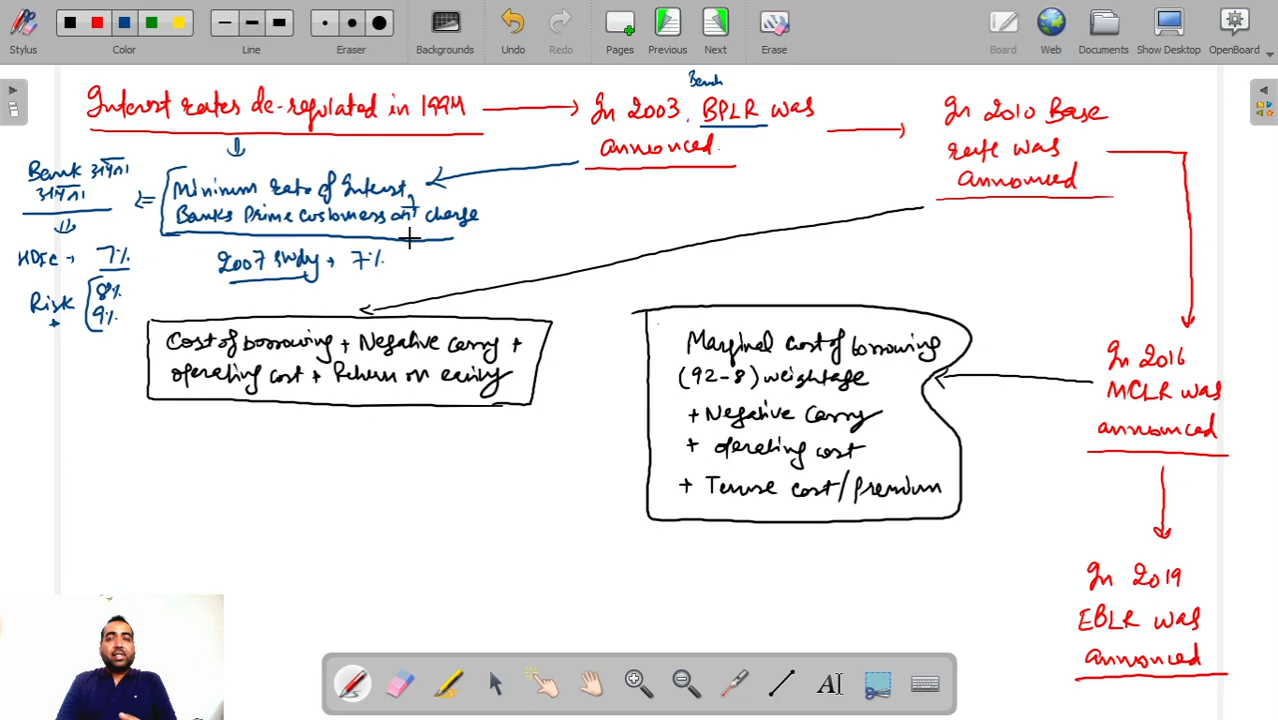 Stylus
Color
Line
Eraser
Backgrounds
Undo
Redo
Pages
Previous
Next
Erase
Board
Web
Documents
Show Desktop
OpenBoard
Interest rates de-regulated in 1994
In 2003, BPLR was
announced.
In 2010 Base
rate was
announced
Bank अपनी
अपनी
HDFC → 7%
Risk
8%
9%
Minimum rate of Interest,
Banks Prime customers को charge
2007 study → 7%
Cost of borrowing + Negative carry +
operating cost + Return on equity
Marginal cost of borrowing
(92-8) weightage
+ Negative carry
+ operating cost
+ Tenure cost/Premium
In 2016
MCLR was
announced
In 2019
EBLR was
announced